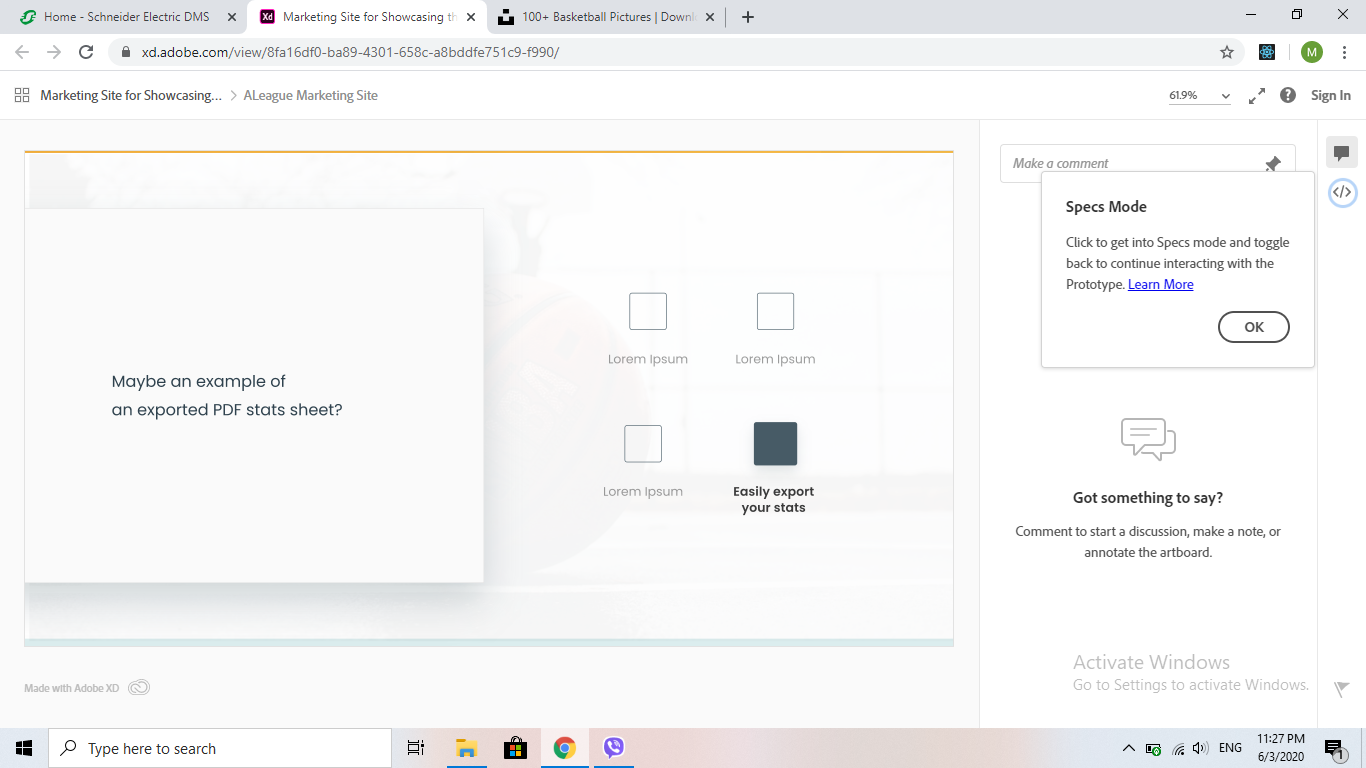 Home - Schneider Electric DMS
Marketing Site for Showcasing th
100+ Basketball Pictures | Downl
xd.adobe.com/view/8fa16df0-ba89-4301-658c-a8bddfe751c9-f990/
M
Marketing Site for Showcasing...
ALeague Marketing Site
61.9%
Sign In
Make a comment
Specs Mode
Click to get into Specs mode and toggle
back to continue interacting with the
Prototype. Learn More
OK
Maybe an example of
an exported PDF stats sheet?
Lorem Ipsum
Lorem Ipsum
Lorem Ipsum
Easily export
your stats
Got something to say?
Comment to start a discussion, make a note, or
annotate the artboard.
Made with Adobe XD
Activate Windows
Go to Settings to activate Windows.
Type here to search
ENG
11:27 PM
6/3/2020
1